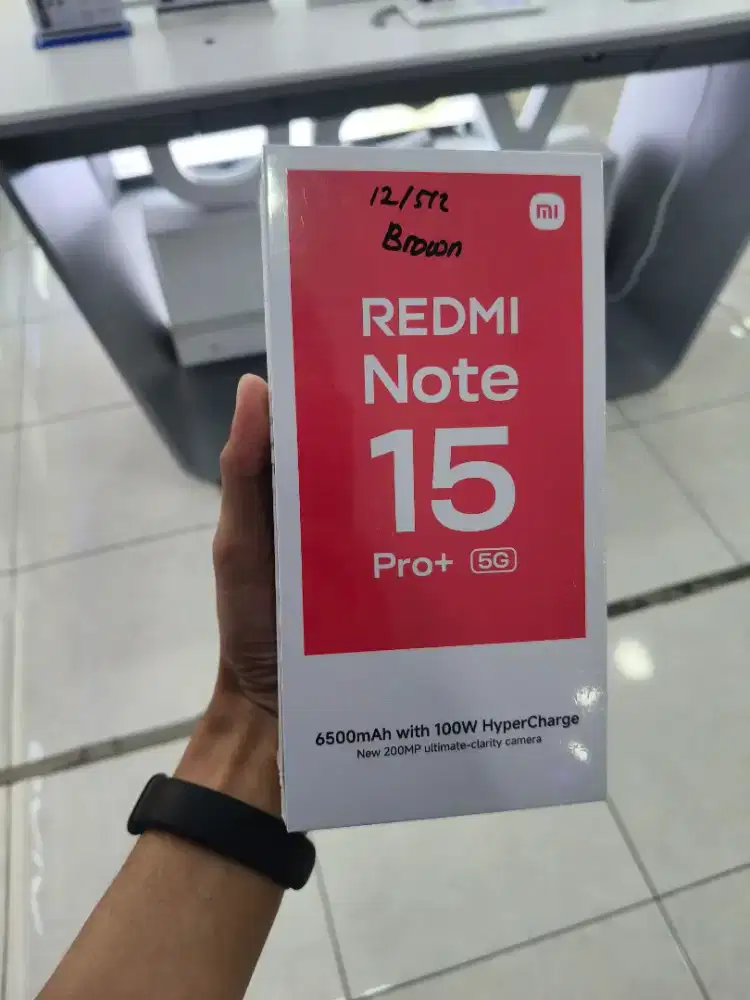 12/512
Brown
mi
REDMI
Note
15
Pro+ 5G
6500mAh with 100W HyperCharge
New 200MP ultimate-clarity camera